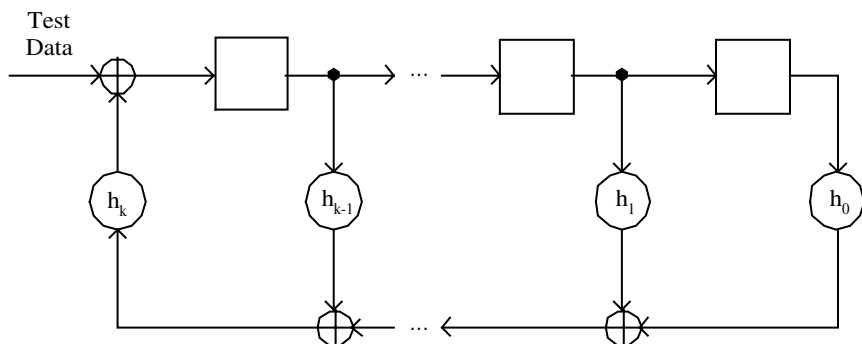 Test
Data
...
h_k
h_{k-1}
h_1
h_0
...